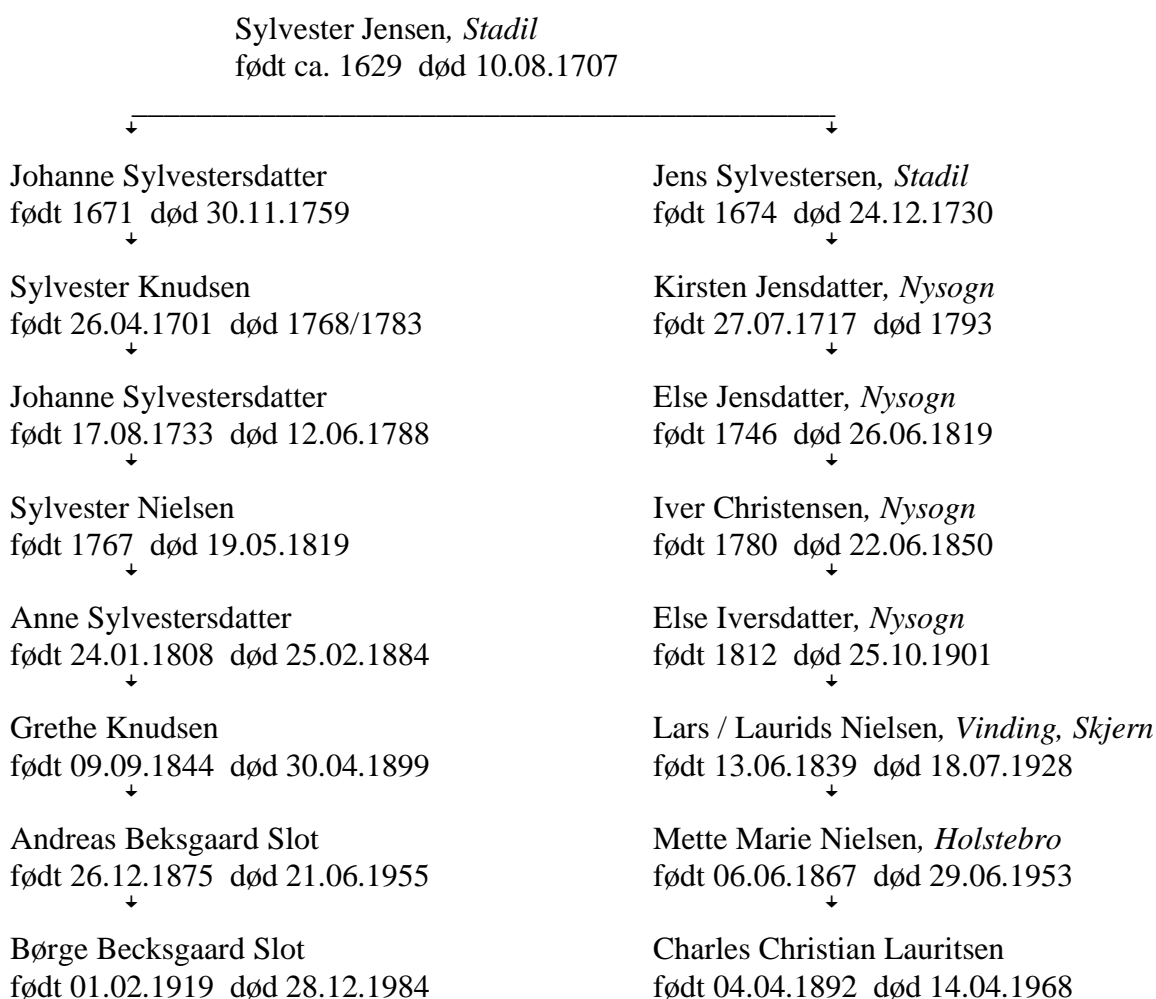 Sylvester Jensen, Stadil
født ca. 1629 død 10.08.1707
Johanne Sylvestersdatter
født 1671 død 30.11.1759
Jens Sylvestersen, Stadil
født 1674 død 24.12.1730
Sylvester Knudsen
født 26.04.1701 død 1768/1783
Kirsten Jensdatter, Nysogn
født 27.07.1717 død 1793
Johanne Sylvestersdatter
født 17.08.1733 død 12.06.1788
Else Jensdatter, Nysogn
født 1746 død 26.06.1819
Sylvester Nielsen
født 1767 død 19.05.1819
Iver Christensen, Nysogn
født 1780 død 22.06.1850
Anne Sylvestersdatter
født 24.01.1808 død 25.02.1884
Else Iversdatter, Nysogn
født 1812 død 25.10.1901
Grethe Knudsen
født 09.09.1844 død 30.04.1899
Lars / Laurids Nielsen, Vinding, Skjern
født 13.06.1839 død 18.07.1928
Andreas Beksgaard Slot
født 26.12.1875 død 21.06.1955
Mette Marie Nielsen, Holstebro
født 06.06.1867 død 29.06.1953
Børge Becksgaard Slot
født 01.02.1919 død 28.12.1984
Charles Christian Lauritsen
født 04.04.1892 død 14.04.1968